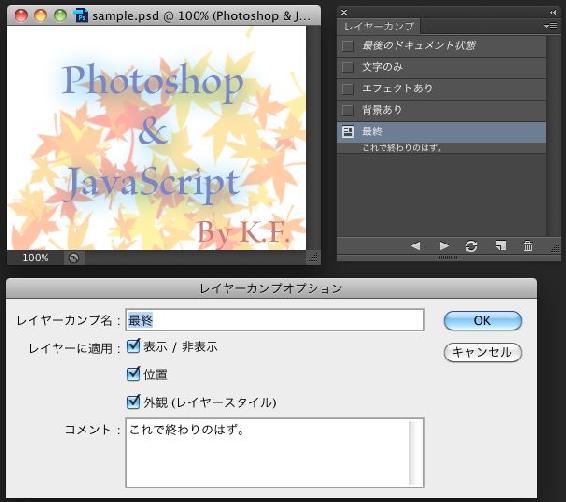 sample.psd @ 100% (Photoshop & J...
Photoshop
&
JavaScript
By K.F.
100%
レイヤーカンプ
最後のドキュメント状態
文字のみ
エフェクトあり
背景あり
最終
これで終わりのはず。
レイヤーカンプオプション
レイヤーカンプ名： 最終
OK
レイヤーに適用： 表示 / 非表示
キャンセル
位置
外観 (レイヤースタイル)
コメント： これで終わりのはず。